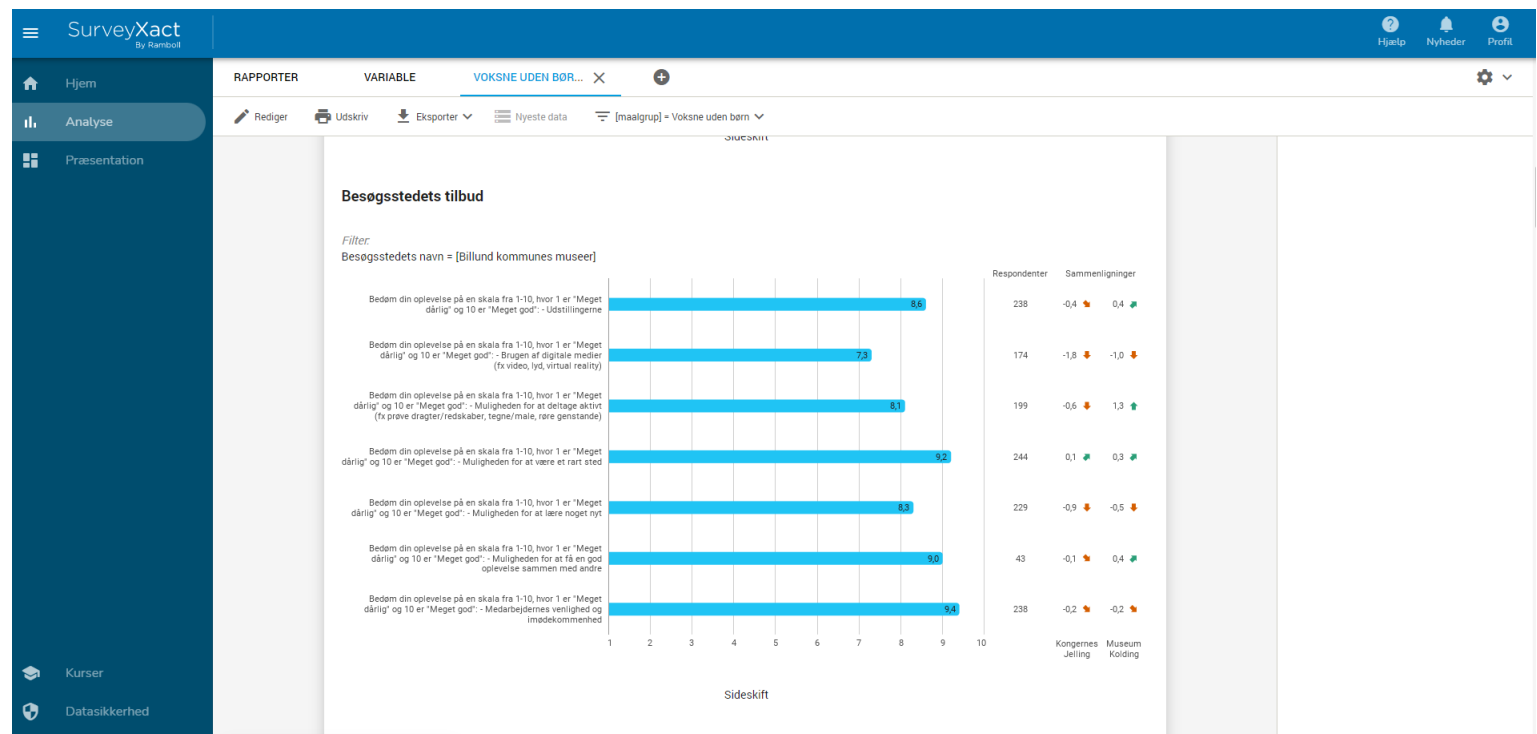 SurveyXact
By Ramboll
Hjælp
Nyheder
Profil
Hjem
Analyse
Præsentation
Kurser
Datasikkerhed
RAPPORTER
VARIABLE
VOKSNE UDEN BØR...
Rediger
Udskriv
Eksporter
Nyeste data
[maalgrup] = Voksne uden børn
Sideskift
Besøgsstedets tilbud
Filter:
Besøgsstedets navn = [Billund kommunes museer]
Respondenter Sammenligninger
Bedøm din oplevelse på en skala fra 1-10, hvor 1 er "Meget
dårlig" og 10 er "Meget god": - Udstillingerne
8,6 238 -0,4 0,4
Bedøm din oplevelse på en skala fra 1-10, hvor 1 er "Meget
dårlig" og 10 er "Meget god": - Brugen af digitale medier
(fx video, lyd, virtual reality)
7,3 174 -1,8 -1,0
Bedøm din oplevelse på en skala fra 1-10, hvor 1 er "Meget
dårlig" og 10 er "Meget god": - Muligheden for at deltage aktivt
(fx prøve dragter/redskaber, tegne/male, røre genstande)
8,1 199 -0,6 1,3
Bedøm din oplevelse på en skala fra 1-10, hvor 1 er "Meget
dårlig" og 10 er "Meget god": - Muligheden for at være et rart sted
9,2 244 0,1 0,3
Bedøm din oplevelse på en skala fra 1-10, hvor 1 er "Meget
dårlig" og 10 er "Meget god": - Muligheden for at lære noget nyt
8,3 229 -0,9 -0,5
Bedøm din oplevelse på en skala fra 1-10, hvor 1 er "Meget
dårlig" og 10 er "Meget god": - Muligheden for at få en god
oplevelse sammen med andre
9,0 43 -0,1 0,4
Bedøm din oplevelse på en skala fra 1-10, hvor 1 er "Meget
dårlig" og 10 er "Meget god": - Medarbejdernes venlighed og
imødekommenhed
9,4 238 -0,2 -0,2
1 2 3 4 5 6 7 8 9 10
Kongernes Museum
Jelling Kolding
Sideskift